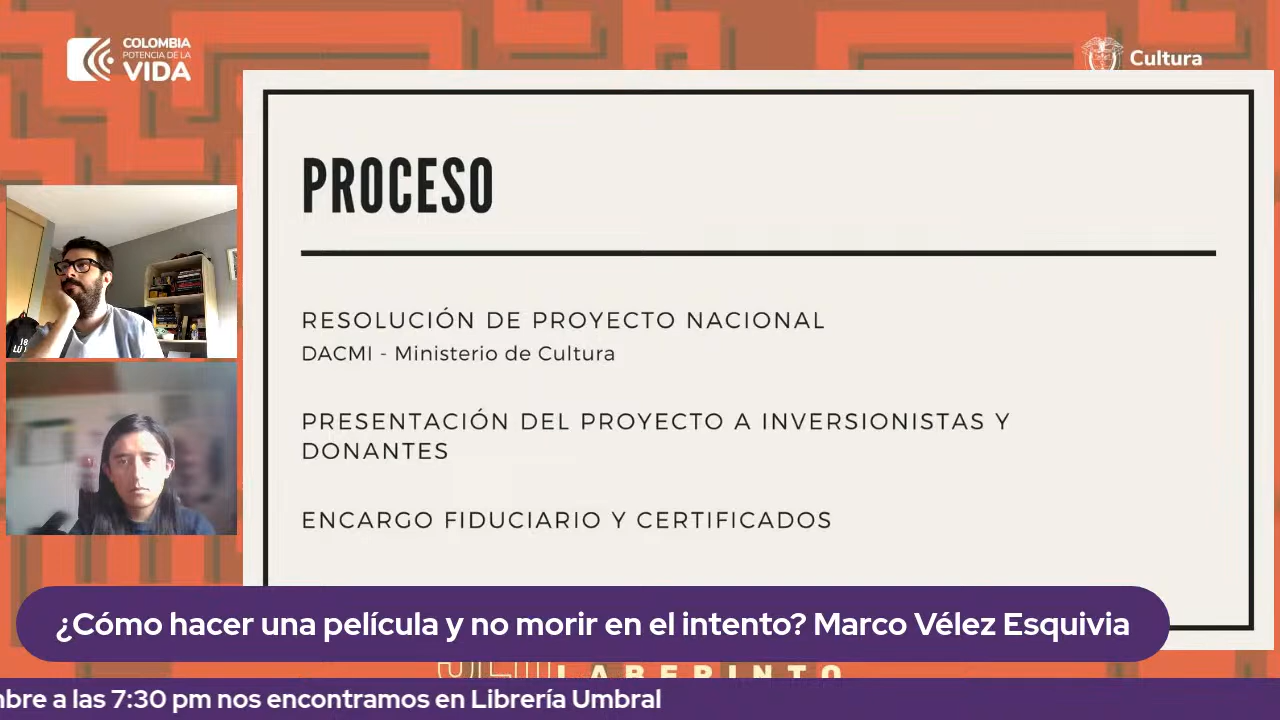 COLOMBIA
POTENCIA DE LA
VIDA
Cultura
PROCESO
RESOLUCIÓN DE PROYECTO NACIONAL
DACMI - Ministerio de Cultura
PRESENTACIÓN DEL PROYECTO A INVERSIONISTAS Y
DONANTES
ENCARGO FIDUCIARIO Y CERTIFICADOS
¿Cómo hacer una película y no morir en el intento? Marco Vélez Esquivia
LABERINTO
mbre a las 7:30 pm nos encontramos en Librería Umbral